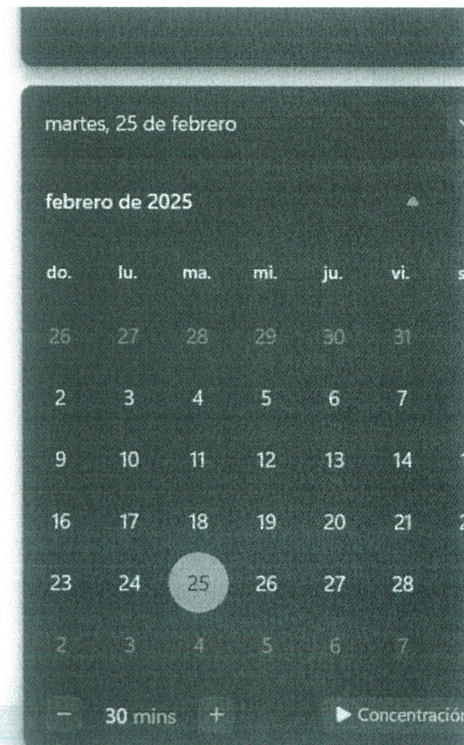 martes, 25 de febrero
febrero de 2025
do. lu. ma. mi. ju. vi.
26 27 28 29 30 31
2 3 4 5 6 7
9 10 11 12 13 14
16 17 18 19 20 21
23 24 25 26 27 28
2 3 4 5 6 7
30 mins Concentración